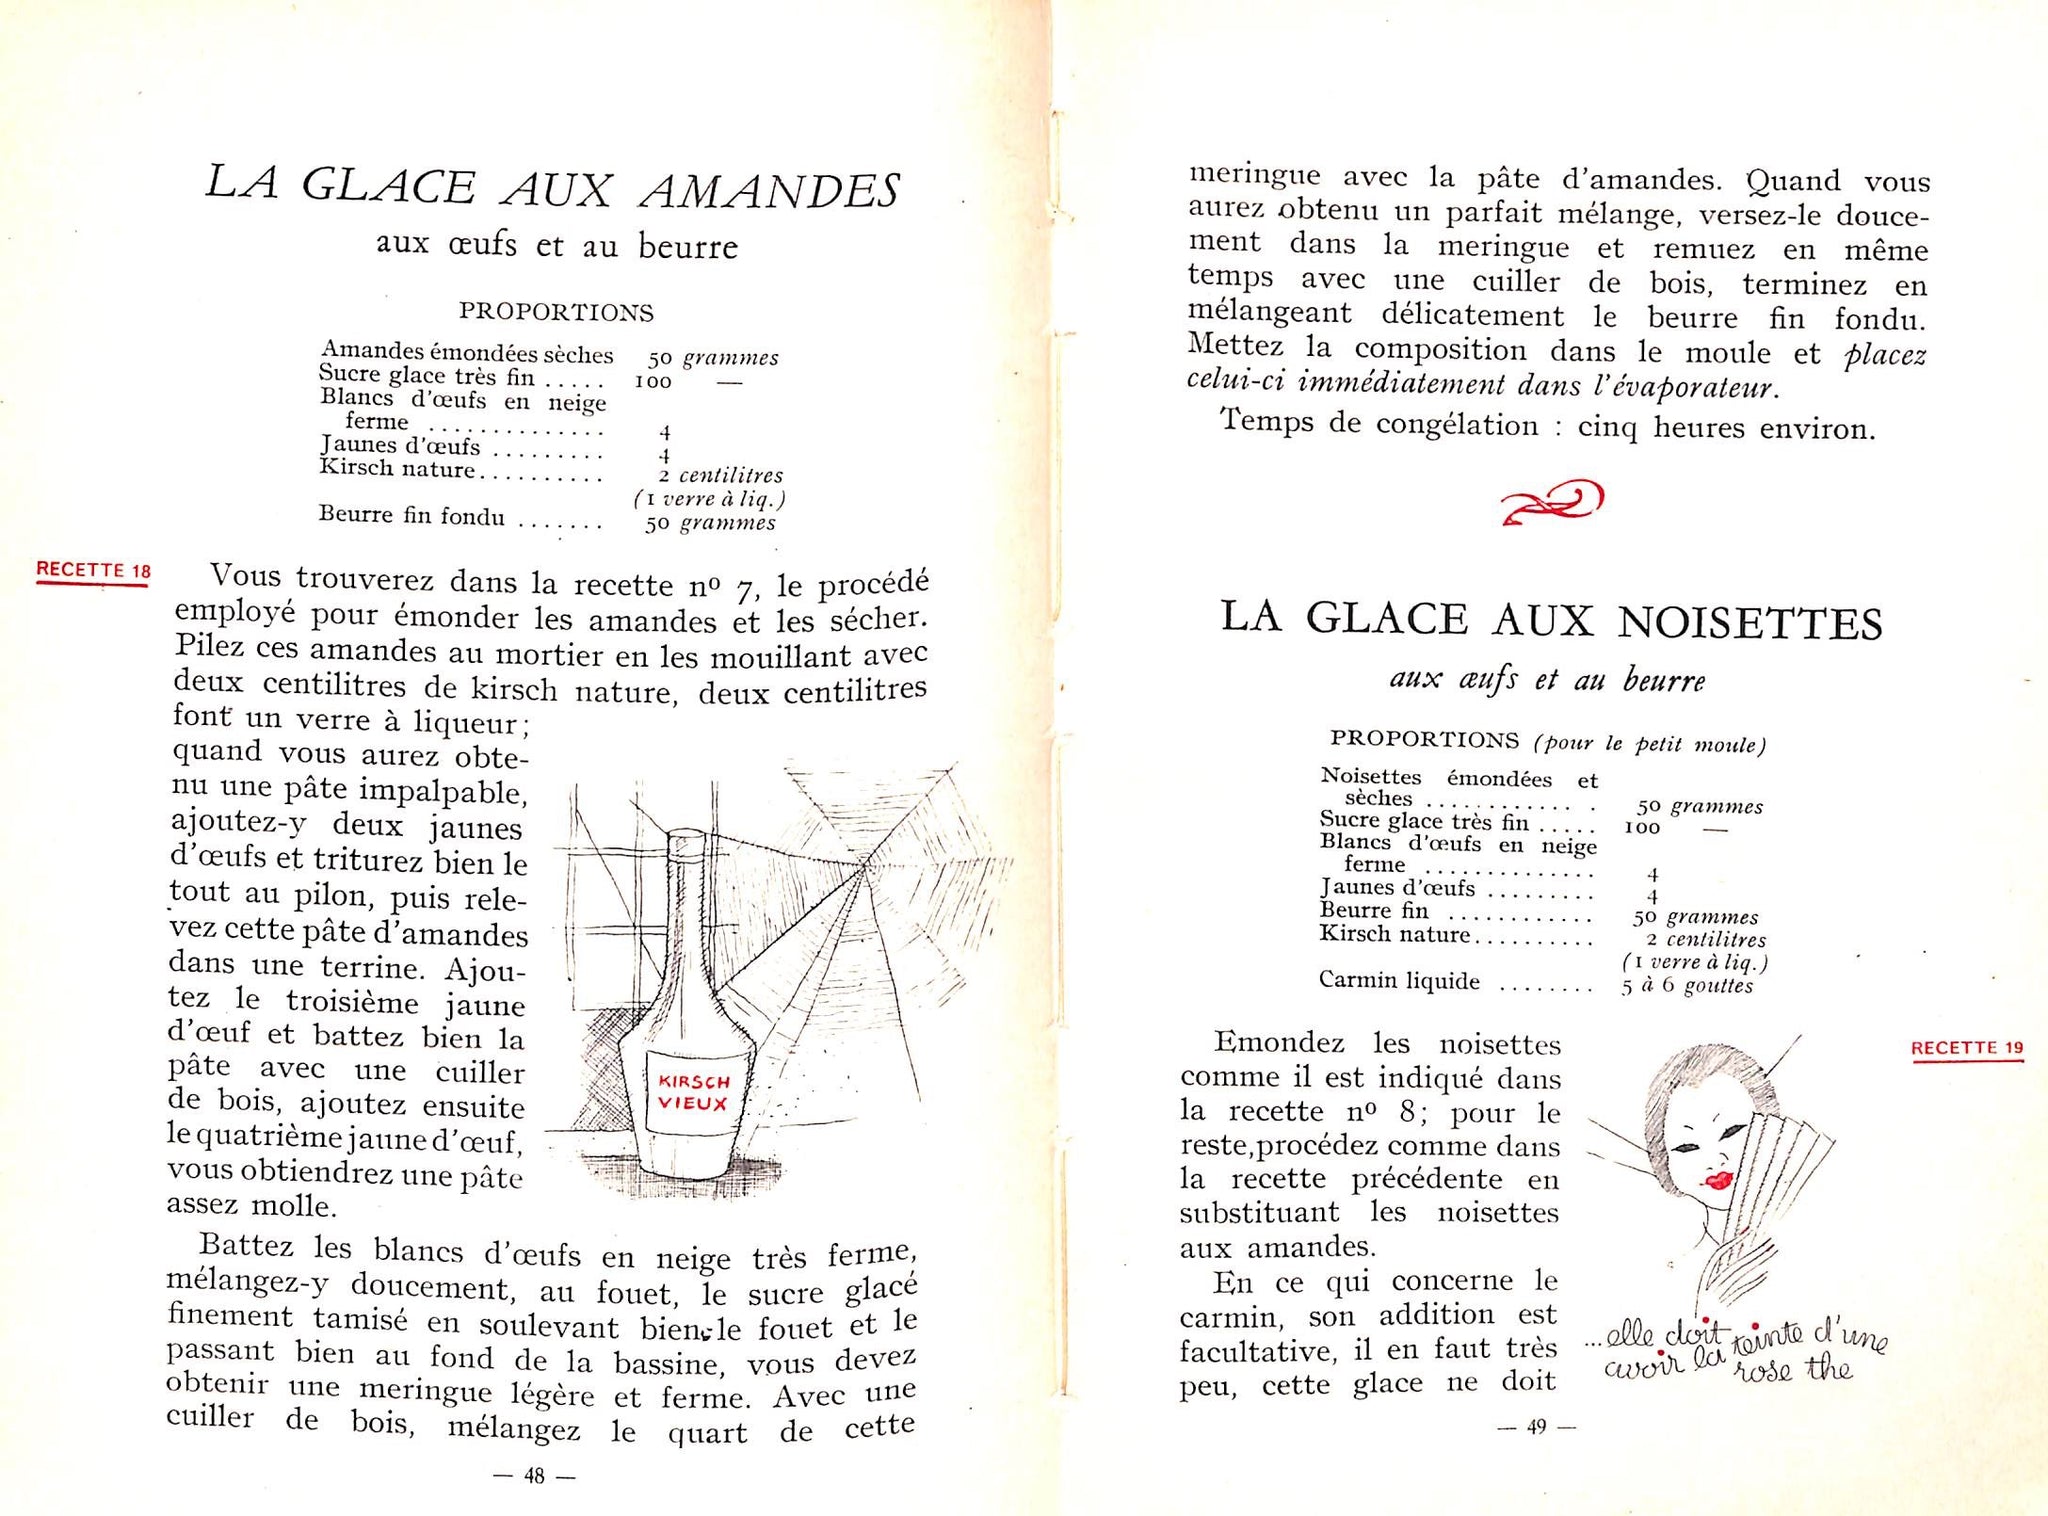 LA GLACE AUX AMANDES
aux œufs et au beurre
PROPORTIONS
Amandes émondées sèches 50 grammes
Sucre glace très fin ..... 100 —
Blancs d'œufs en neige
ferme ............... 4
Jaunes d'œufs ......... 4
Kirsch nature.......... 2 centilitres
(1 verre à liq.)
Beurre fin fondu ....... 50 grammes
RECETTE 18
Vous trouverez dans la recette nº 7, le procédé
employé pour émonder les amandes et les sécher.
Pilez ces amandes au mortier en les mouillant avec
deux centilitres de kirsch nature, deux centilitres
font un verre à liqueur;
quand vous aurez obte-
nu une pâte impalpable,
ajoutez-y deux jaunes
d'œufs et triturez bien le
tout au pilon, puis rele-
vez cette pâte d'amandes
dans une terrine. Ajou-
tez le troisième jaune
d'œuf et battez bien la
pâte avec une cuiller
de bois, ajoutez ensuite
le quatrième jaune d'œuf,
vous obtiendrez une pâte
assez molle.
KIRSCH
VIEUX
Battez les blancs d'œufs en neige très ferme,
mélangez-y doucement, au fouet, le sucre glacé
finement tamisé en soulevant bien le fouet et le
passant bien au fond de la bassine, vous devez
obtenir une meringue légère et ferme. Avec une
cuiller de bois, mélangez le quart de cette
— 48 —
meringue avec la pâte d'amandes. Quand vous
aurez obtenu un parfait mélange, versez-le douce-
ment dans la meringue et remuez en même
temps avec une cuiller de bois, terminez en
mélangeant délicatement le beurre fin fondu.
Mettez la composition dans le moule et placez
celui-ci immédiatement dans l'évaporateur.
Temps de congélation : cinq heures environ.
LA GLACE AUX NOISETTES
aux œufs et au beurre
PROPORTIONS (pour le petit moule)
Noisettes émondées et
sèches ............. 50 grammes
Sucre glace très fin ..... 100 —
Blancs d'œufs en neige
ferme ............... 4
Jaunes d'œufs ......... 4
Beurre fin ............ 50 grammes
Kirsch nature.......... 2 centilitres
(1 verre à liq.)
Carmin liquide ........ 5 à 6 gouttes
RECETTE 19
Emondez les noisettes
comme il est indiqué dans
la recette nº 8; pour le
reste, procédez comme dans
la recette précédente en
substituant les noisettes
aux amandes.
En ce qui concerne le
carmin, son addition est
facultative, il en faut très
peu, cette glace ne doit
...elle doit
avoir la teinte d'une
rose the
— 49 —